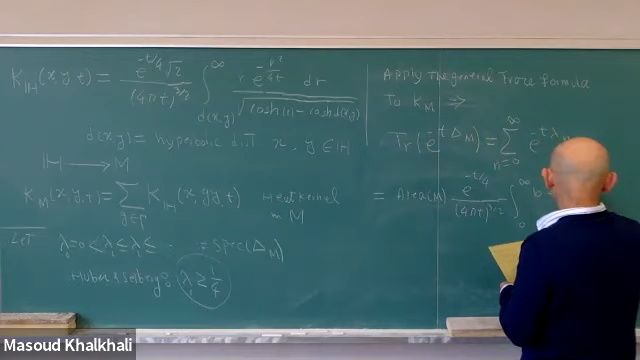 K_ℍ(x,y,t) = e^{-t/4}√2 / (4πt)^{3/2} ∫_{d(x,y)}^∞ r e^{-r²/4t} dr / √(cosh(r) - cosh d(x,y))
d(x,y) = hyperbolic dist x, y ∈ ℍ
ℍ → M
K_M(x,y,t) = Σ_{g∈Γ} K_ℍ(x, gy, t) Heat kernel
on M
Let λ₀ = 0 < λ₁ ≤ λ₂ ≤ ... := Spec(Δ_M)
Huber & Selberg: λ₁ ≥ 1/4
Apply the general Trace formula
To K_M ⇒
Tr(e^{-tΔ_M}) = Σ_{n=0}^∞ e^{-tλ_n}
= Area(M) e^{-t/4} / (4πt)^{3/2} ∫_0^∞
Masoud Khalkhali